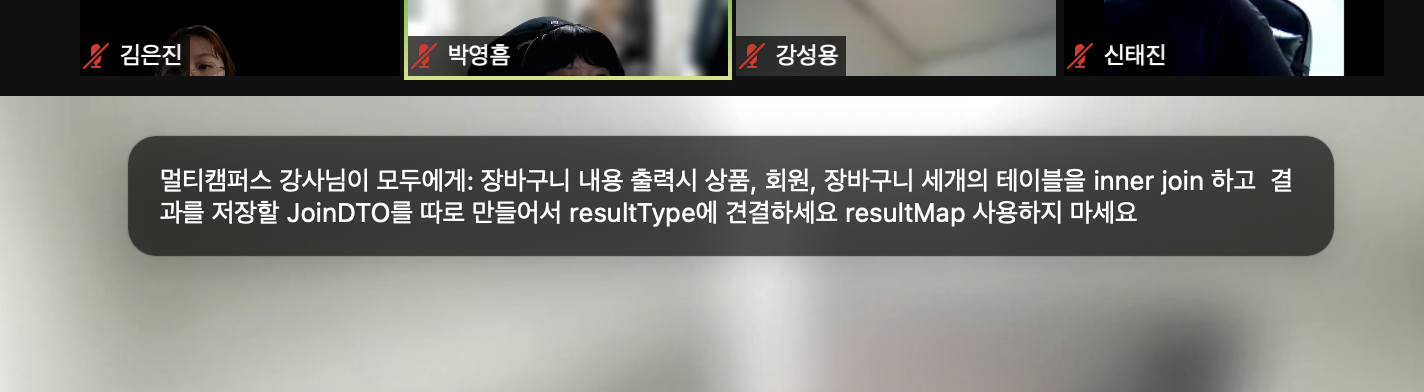 김은진
박영흠
강성용
신태진
멀티캠퍼스 강사님이 모두에게: 장바구니 내용 출력시 상품, 회원, 장바구니 세개의 테이블을 inner join 하고  결
과를 저장할 JoinDTO를 따로 만들어서 resultType에 견결하세요 resultMap 사용하지 마세요